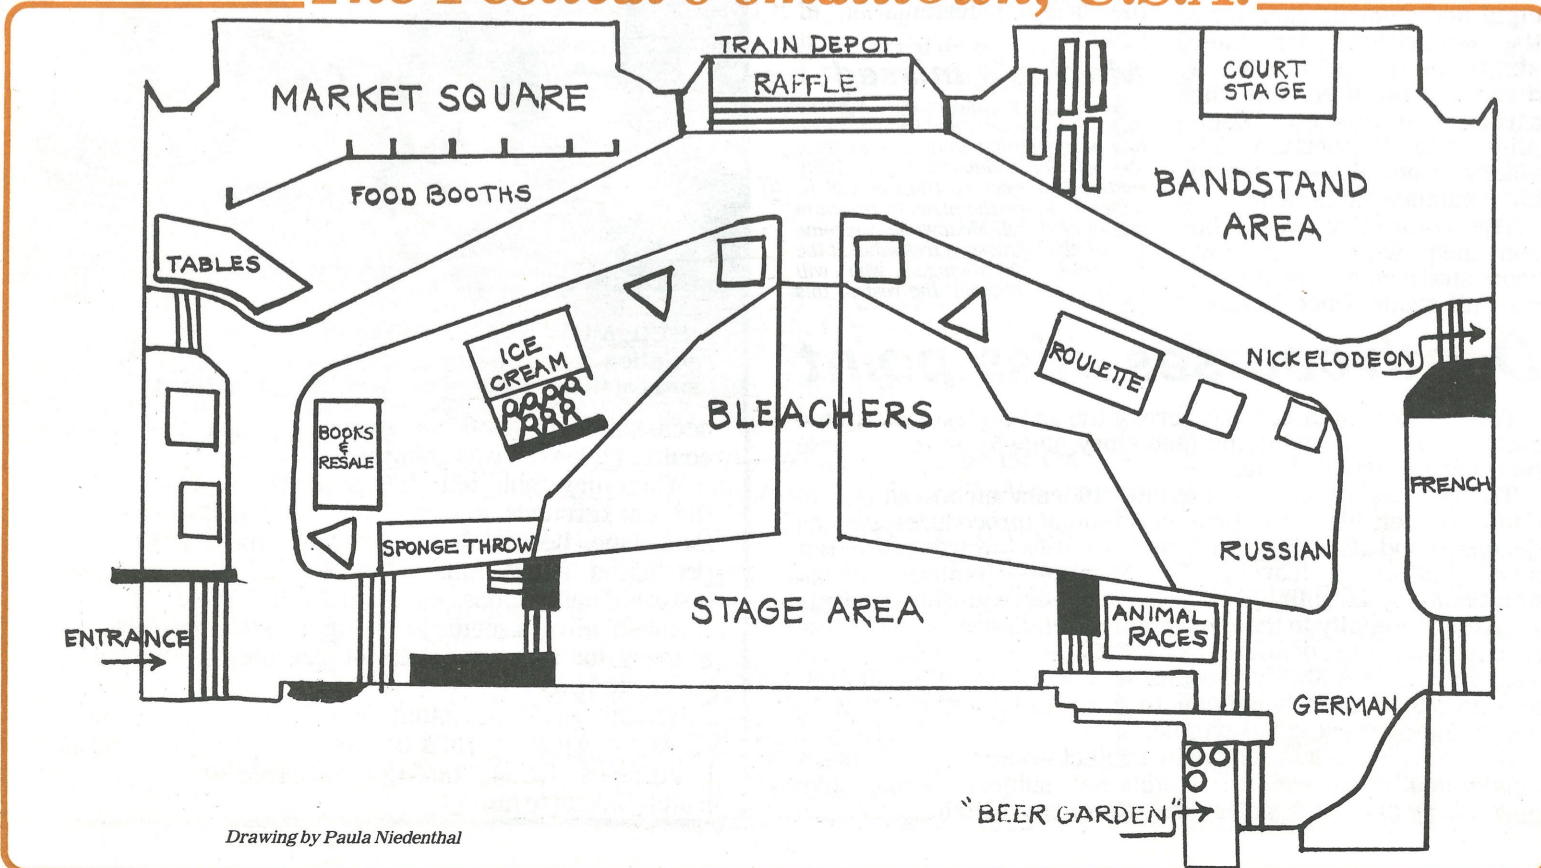 Smalltown, U.S.A.
TRAIN DEPOT
RAFFLE
MARKET SQUARE
COURT
STAGE
FOOD BOOTHS
BANDSTAND
AREA
TABLES
ICE
CREAM
ROULETTE
NICKELODEON
BOOKS
&
RESALE
BLEACHERS
FRENCH
SPONGE THROW
RUSSIAN
STAGE AREA
ANIMAL
RACES
ENTRANCE
GERMAN
"BEER GARDEN"
Drawing by Paula Niedenthal